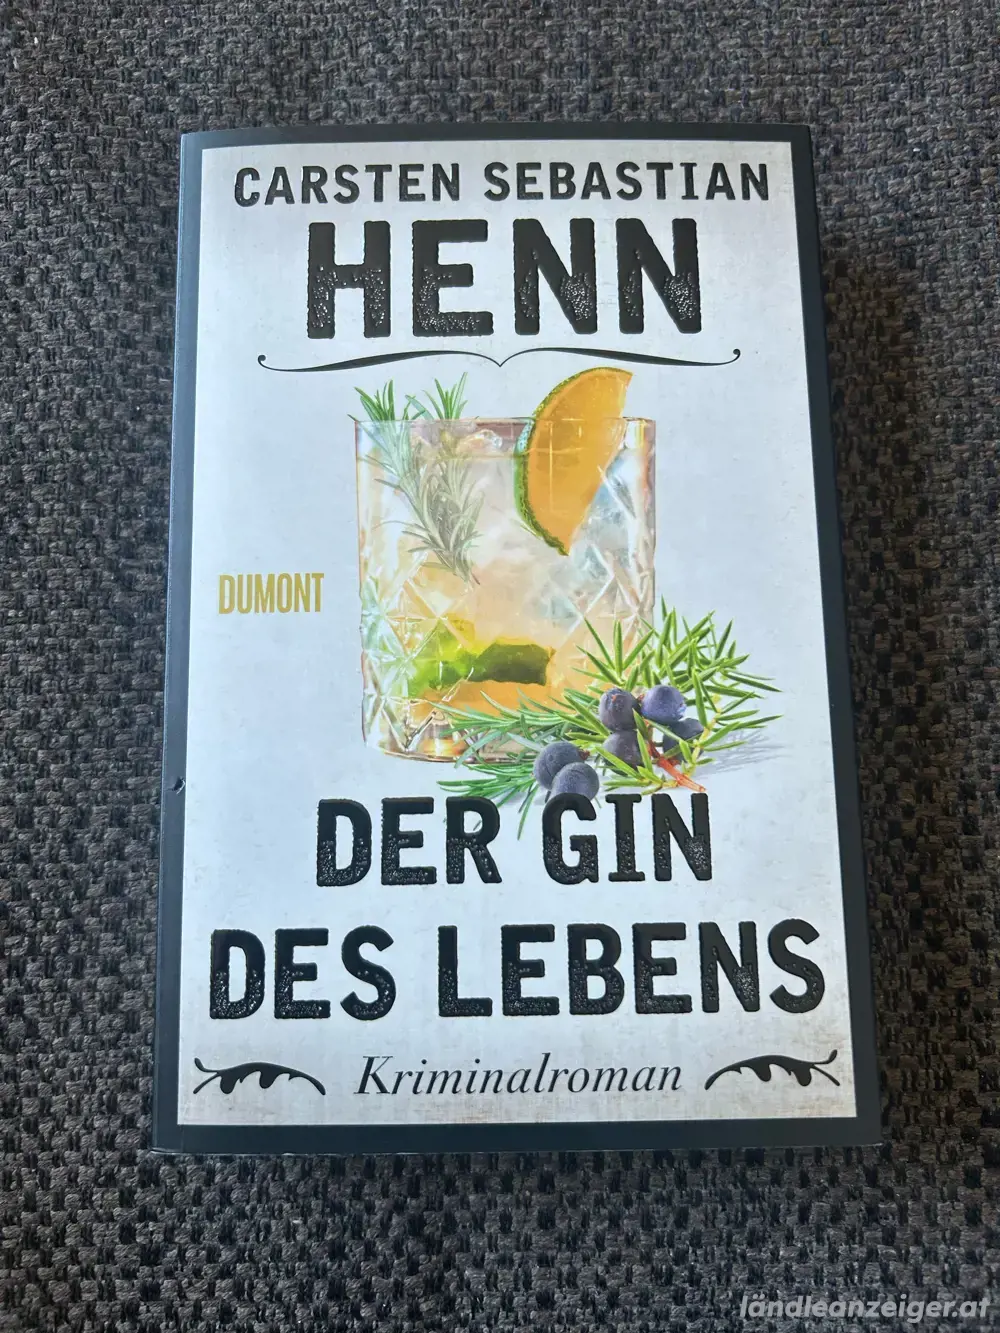 CARSTEN SEBASTIAN
HENN
DUMONT
DER GIN
DES LEBENS
Kriminalroman
ländleanzeiger.at